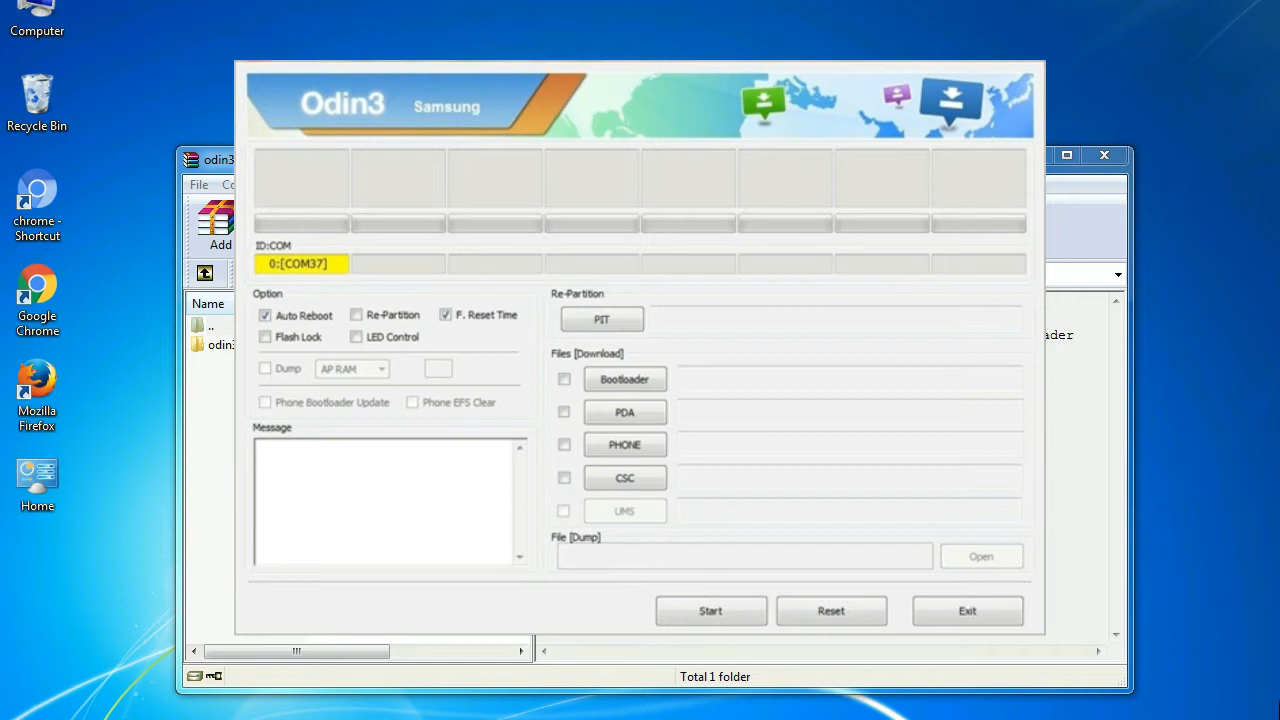 Computer
Recycle Bin
chrome -
Shortcut
Google
Chrome
Mozilla
Firefox
Home
odin3
File
Add
Name
..
odin3
Odin3 Samsung
ID:COM
0:[COM37]
Option
Auto Reboot Re-Partition F. Reset Time
Flash Lock LED Control
Dump AP RAM
Phone Bootloader Update Phone EFS Clear
Message
Re-Partition
PIT
Files [Download]
Bootloader
PDA
PHONE
CSC
UMS
File [Dump]
Open
Start Reset Exit
ader
Total 1 folder